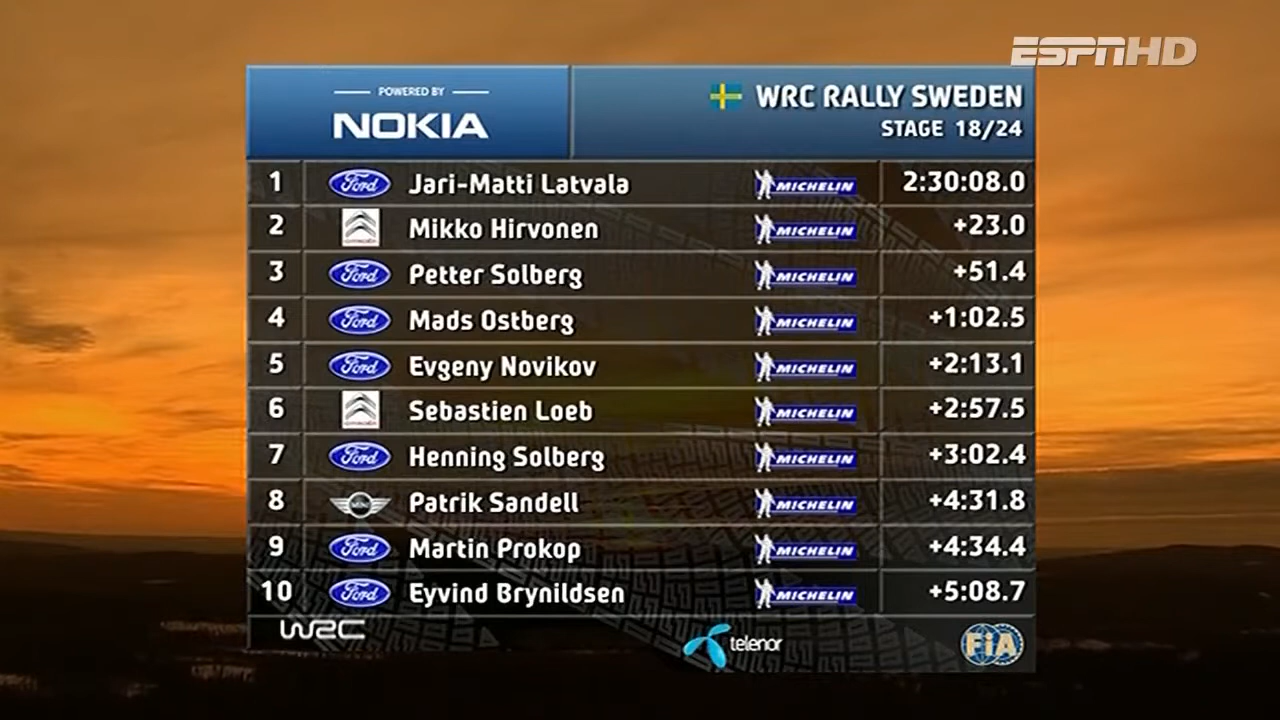 ESPN HD
POWERED BY
NOKIA
WRC RALLY SWEDEN
STAGE 18/24
1 Ford Jari-Matti Latvala MICHELIN 2:30:08.0
2 Mikko Hirvonen MICHELIN +23.0
3 Ford Petter Solberg MICHELIN +51.4
4 Ford Mads Ostberg MICHELIN +1:02.5
5 Ford Evgeny Novikov MICHELIN +2:13.1
6 Sebastien Loeb MICHELIN +2:57.5
7 Ford Henning Solberg MICHELIN +3:02.4
8 MINI Patrik Sandell MICHELIN +4:31.8
9 Ford Martin Prokop MICHELIN +4:34.4
10 Ford Eyvind Brynildsen MICHELIN +5:08.7
WRC telenor FIA